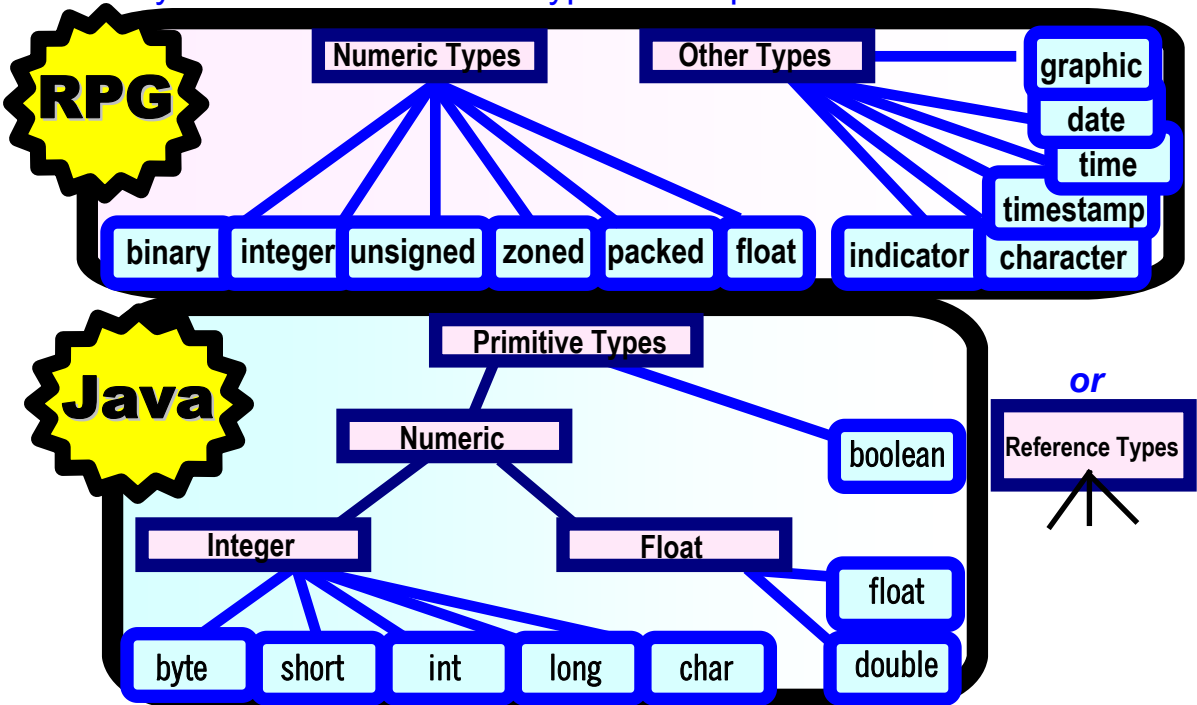 RPG
Numeric Types
Other Types
graphic
date
time
timestamp
binary
integer
unsigned
zoned
packed
float
indicator
character
Java
Primitive Types
or
Numeric
boolean
Reference Types
Integer
Float
float
byte
short
int
long
char
double